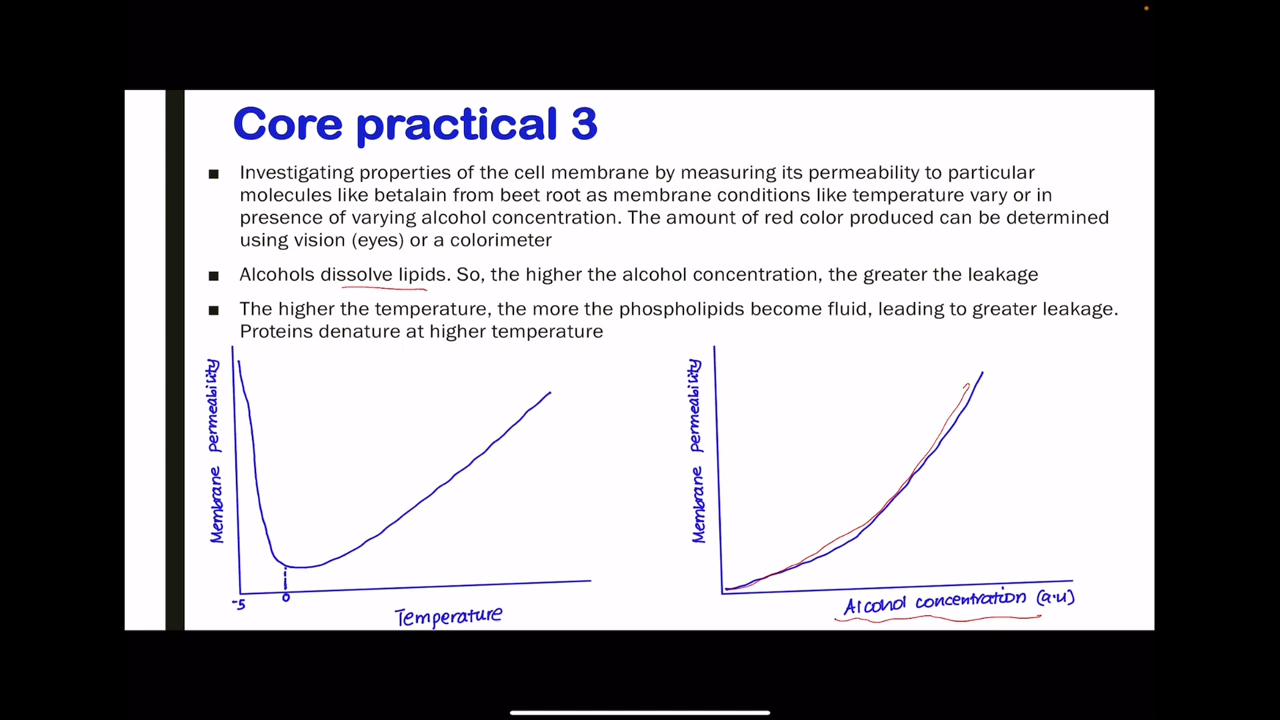 Core practical 3
■ Investigating properties of the cell membrane by measuring its permeability to particular
molecules like betalain from beet root as membrane conditions like temperature vary or in
presence of varying alcohol concentration. The amount of red color produced can be determined
using vision (eyes) or a colorimeter
■ Alcohols dissolve lipids. So, the higher the alcohol concentration, the greater the leakage
■ The higher the temperature, the more the phospholipids become fluid, leading to greater leakage.
Proteins denature at higher temperature
Membrane permeability
-5
0
Temperature
Membrane permeability
Alcohol concentration (a.u)